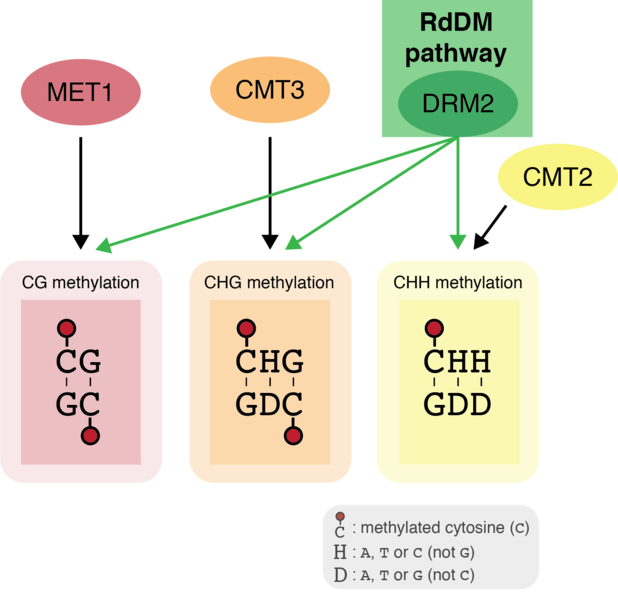 RdDM
pathway
MET1
CMT3
DRM2
CMT2
CG methylation
CHG methylation
CHH methylation
CG
GC
CHG
GDC
CHH
GDD
C : methylated cytosine (C)
H : A, T or C (not G)
D : A, T or G (not C)